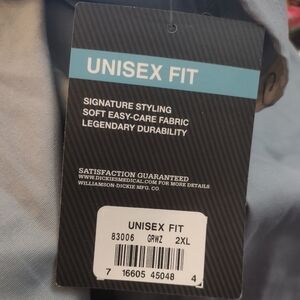 UNISEX FIT
SIGNATURE STYLING
SOFT EASY-CARE FABRIC
LEGENDARY DURABILITY
SATISFACTION GUARANTEED
WWW.DICKIESMEDICAL.COM FOR MORE DETAILS
WILLIAMSON-DICKIE MFG. CO.
UNISEX FIT
83006 GRWZ 2XL
7 16605 45048 4